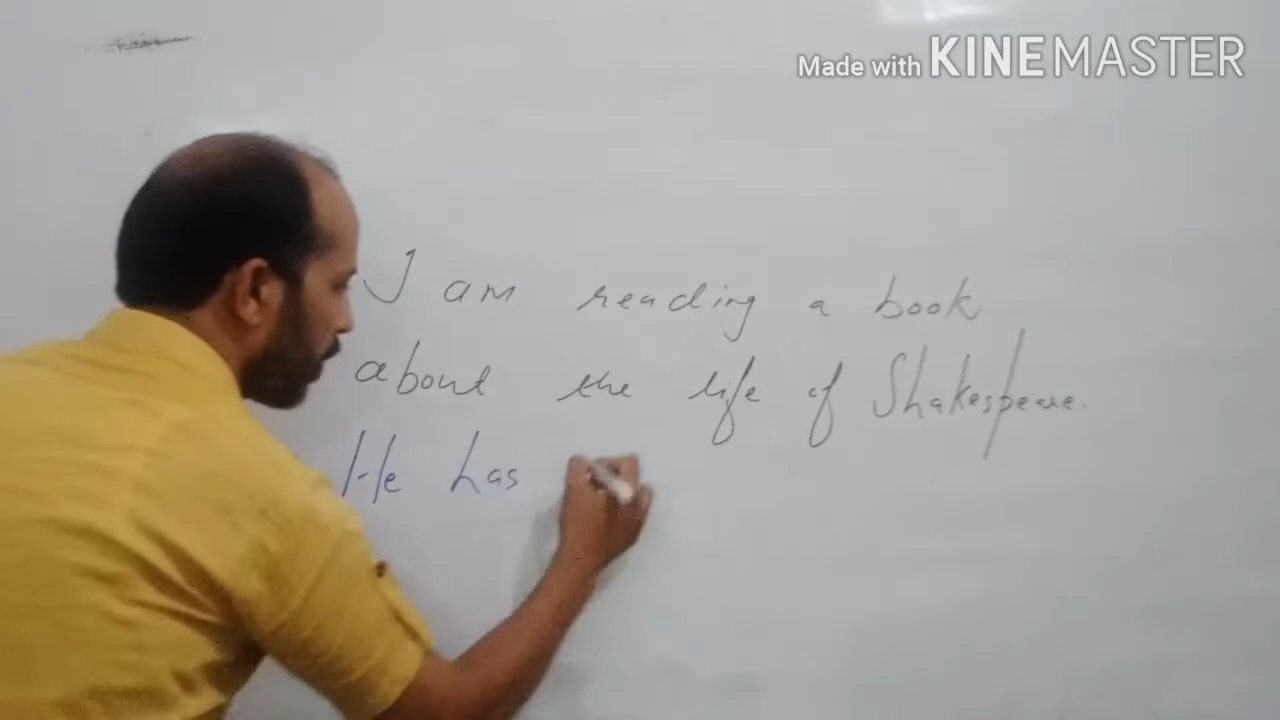 Made with KINEMASTER
I am reading a book
about the life of Shakespeare.
He has